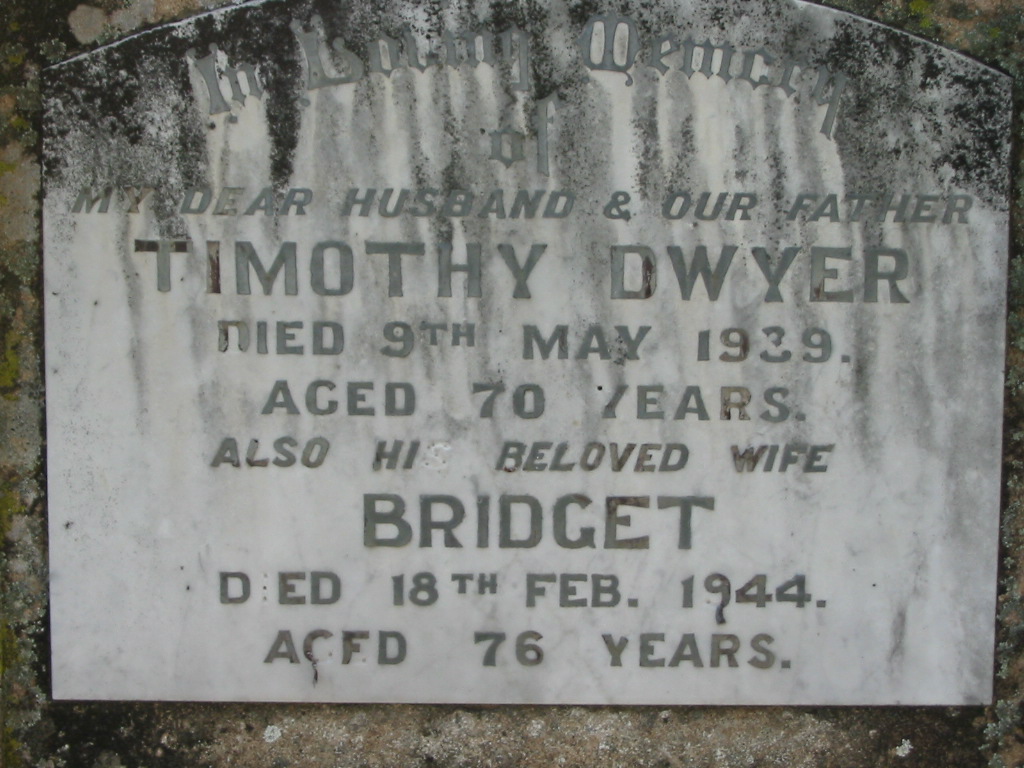 In Loving Memory
of
MY DEAR HUSBAND & OUR FATHER
TIMOTHY DWYER
DIED 9TH MAY 1939.
AGED 70 YEARS.
ALSO HIS BELOVED WIFE
BRIDGET
DIED 18TH FEB. 1944.
AGED 76 YEARS.